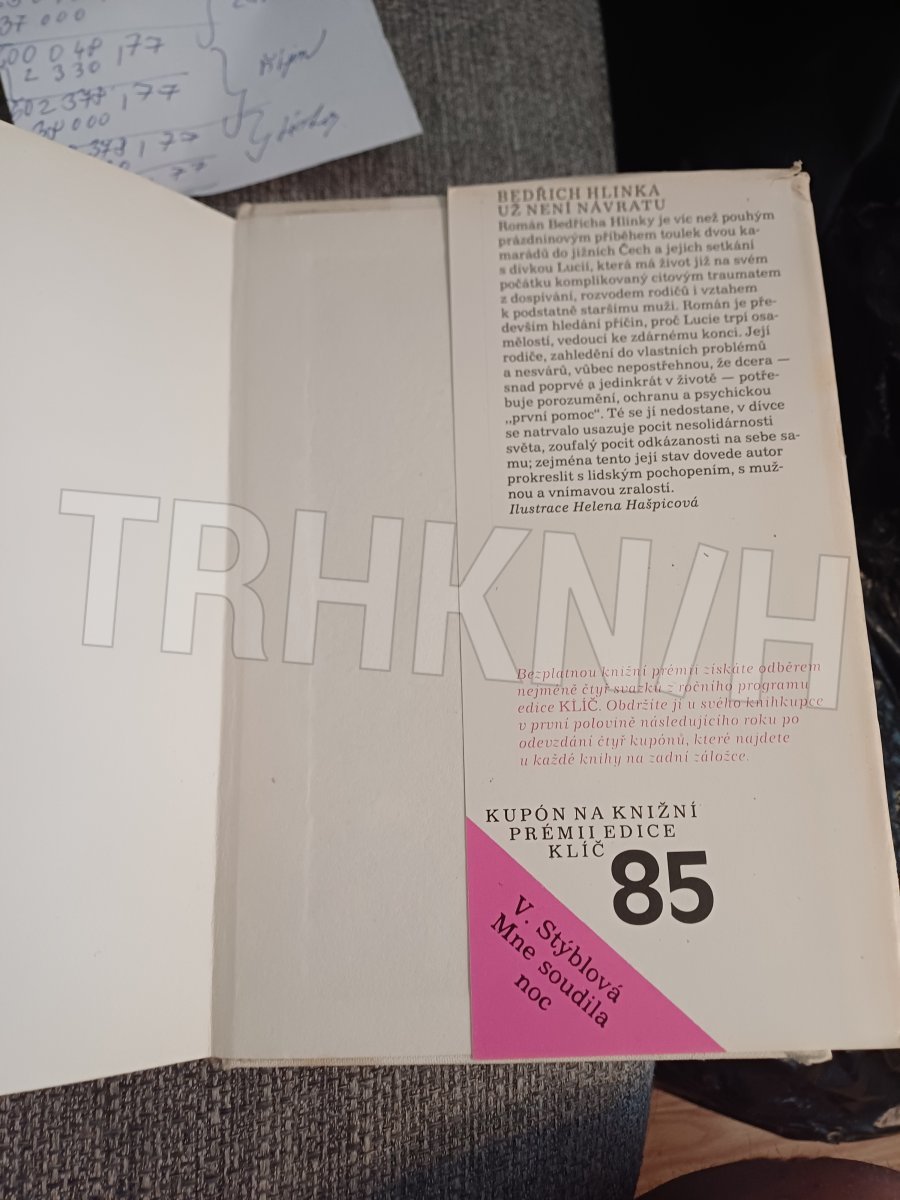 37 000
2 330
TRHKN/H
BEDŘICH HLINKA
UŽ NENÍ NÁVRATU
Román Bedřicha Hlinky je víc než pouhým
prázdninovým příběhem toulek dvou ka-
marádů do jižních Čech a jejich setkání
s dívkou Lucií, která má život již na svém
počátku komplikovaný citovým traumatem
z dospívání, rozvodem rodičů i vztahem
k podstatně staršímu muži. Román je pře-
devším hledání příčin, proč Lucie trpí osa-
mělostí, vedoucí ke zdárnému konci. Její
rodiče, zahledění do vlastních problémů
a nesvárů, vůbec nepostřehnou, že dcera —
snad poprvé a jedinkrát v životě — potře-
buje porozumění, ochranu a psychickou
„první pomoc“. Té se jí nedostane, v dívce
se natrvalo usazuje pocit nesolidárnosti
světa, zoufalý pocit odkázanosti na sebe sa-
mu; zejména tento její stav dovede autor
prokreslit s lidským pochopením, s muž-
nou a vnímavou zralostí.
Ilustrace Helena Hašpicová
Bezplatnou knižní prémii získáte odběrem
nejméně čtyř svazků z ročního programu
edice KLÍČ. Obdržíte ji u svého knihkupce
v první polovině následujícího roku po
odevzdání čtyř kupónů, které najdete
u každé knihy na zadní záložce.
KUPÓN NA KNIŽNÍ
PRÉMII EDICE
KLÍČ
85
V. Stýblová
Mne soudila
noc